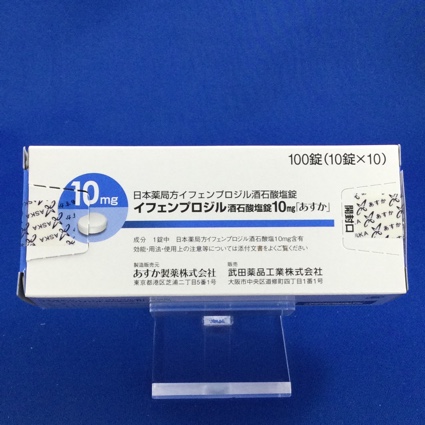 100錠(10錠×10)
10mg
日本薬局方イフェンプロジル酒石酸塩錠
イフェンプロジル酒石酸塩錠10mg「あすか」
開封口
成分 1錠中 日本薬局方イフェンプロジル酒石酸塩10mg含有
効能・用法・使用上の注意等については添付文書をよくご覧ください
製造販売元
あすか製薬株式会社
東京都港区芝浦二丁目5番1号
販売
武田薬品工業株式会社
大阪市中央区道修町四丁目1番1号
ASKA